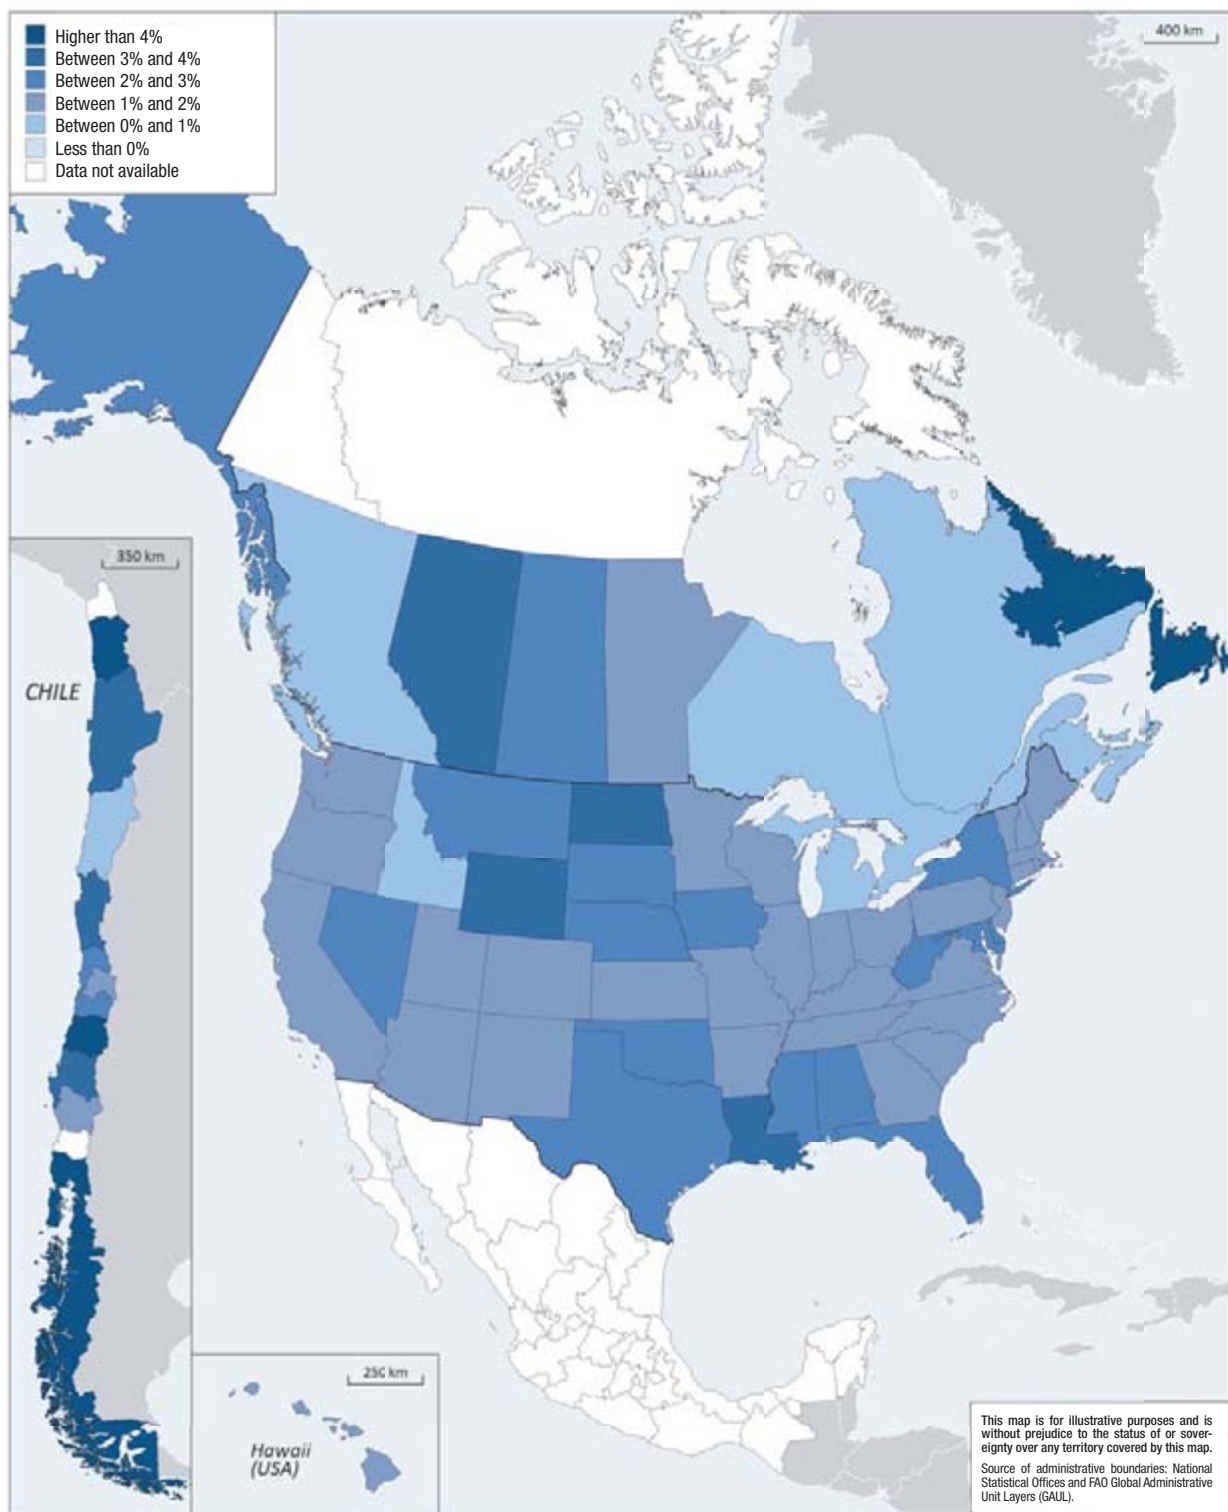 Higher than 4%
Between 3% and 4%
Between 2% and 3%
Between 1% and 2%
Between 0% and 1%
Less than 0%
Data not available
400 km
350 km
CHILE
250 km
Hawaii
(USA)
This map is for illustrative purposes and is
without prejudice to the status of or sover-
eignty over any territory covered by this map.
Source of administrative boundaries: National
Statistical Offices and FAO Global Administrative
Unit Layers (GAUL).